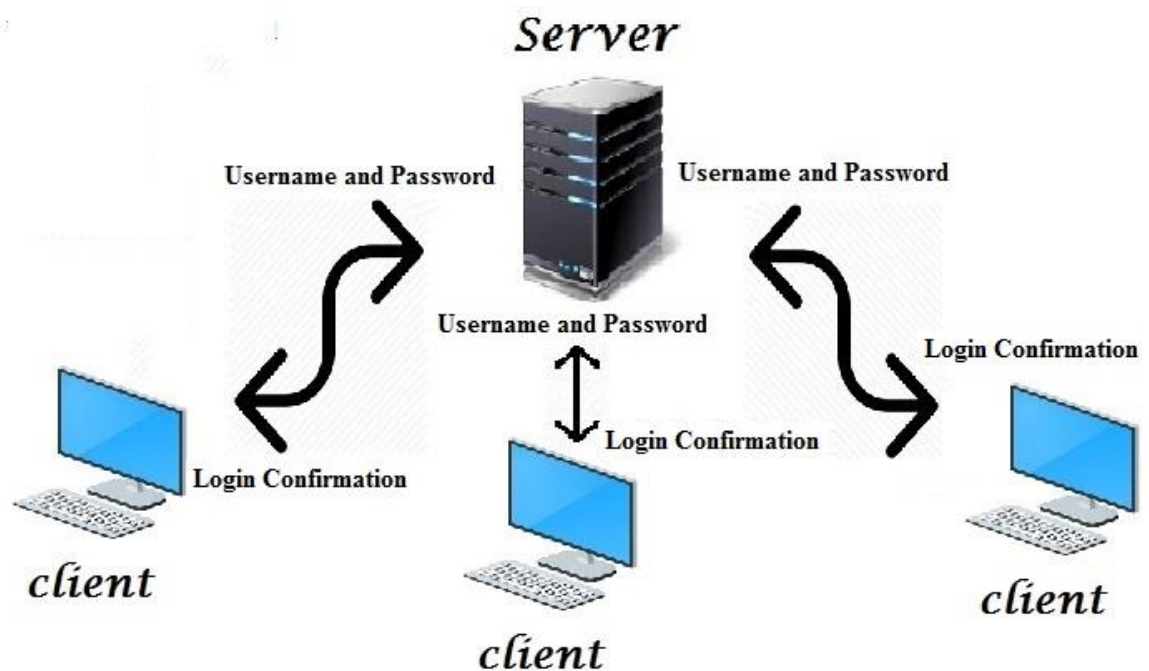 Server
Username and Password
Username and Password
Username and Password
Login Confirmation
Login Confirmation
Login Confirmation
client
client
client